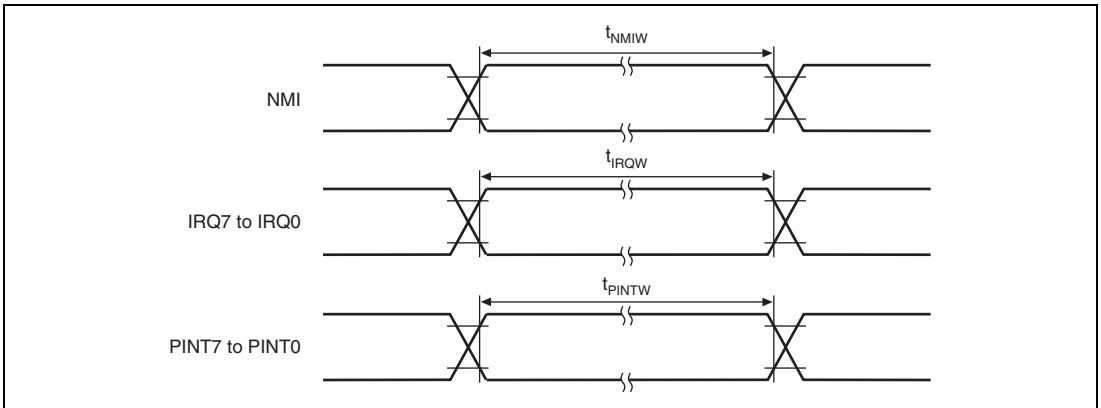 tNMIW
NMI
tIRQW
IRQ7 to IRQ0
tPINTW
PINT7 to PINT0